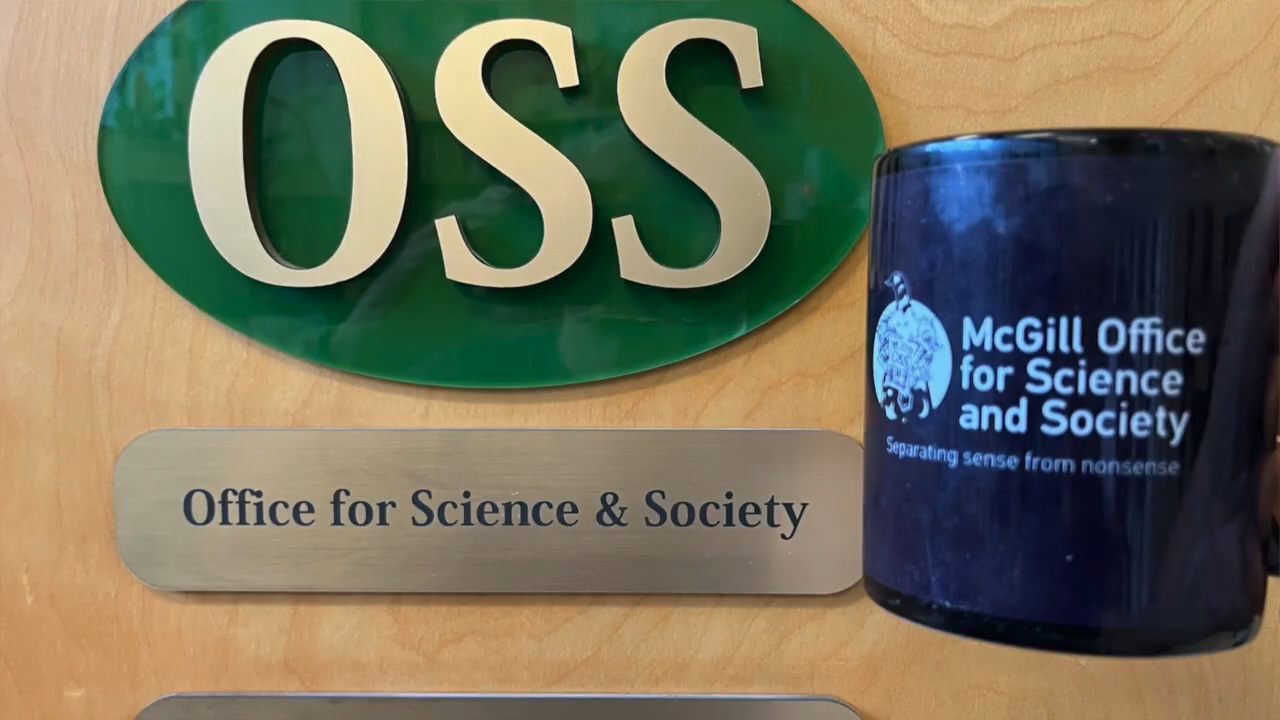 OSS
Office for Science & Society
McGill Office
for Science
and Society
Separating sense from nonsense